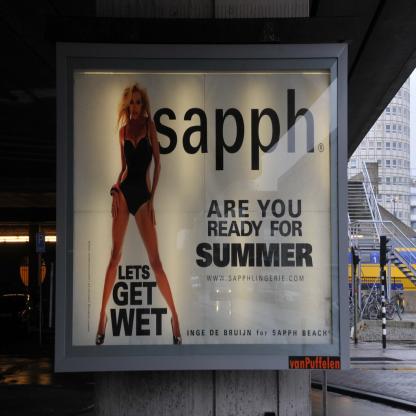 sapph®
ARE YOU
READY FOR
SUMMER
WWW.SAPPHLINGERIE.COM
LETS
GET
WET
INGE DE BRUIJN for SAPPH BEACH
vanPuffelen